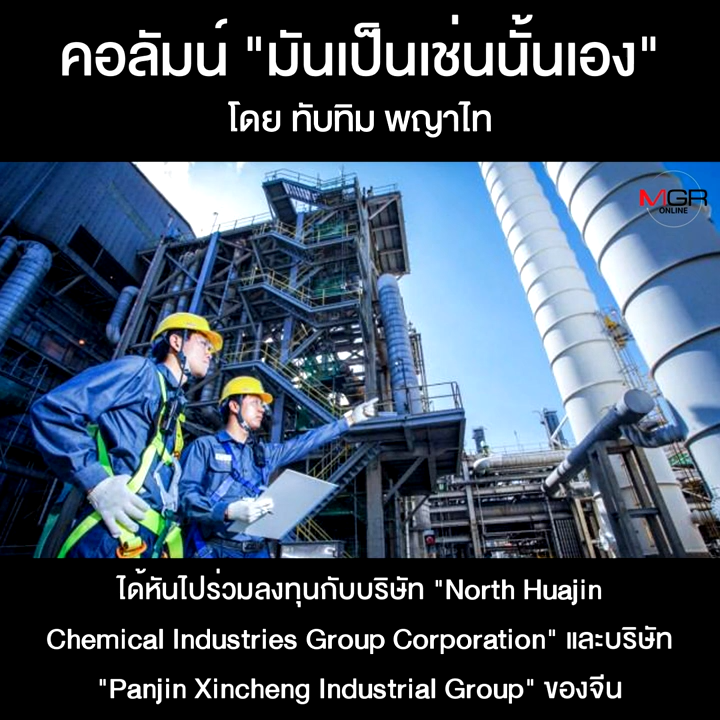 คอลัมน์ "มันเป็นเช่นนั้นเอง"
โดย ทับทิม พญาไท
MGR
ONLINE
ได้หันไปร่วมลงทุนกับบริษัท "North Huajin
Chemical Industries Group Corporation" และบริษัท
"Panjin Xincheng Industrial Group" ของจีน